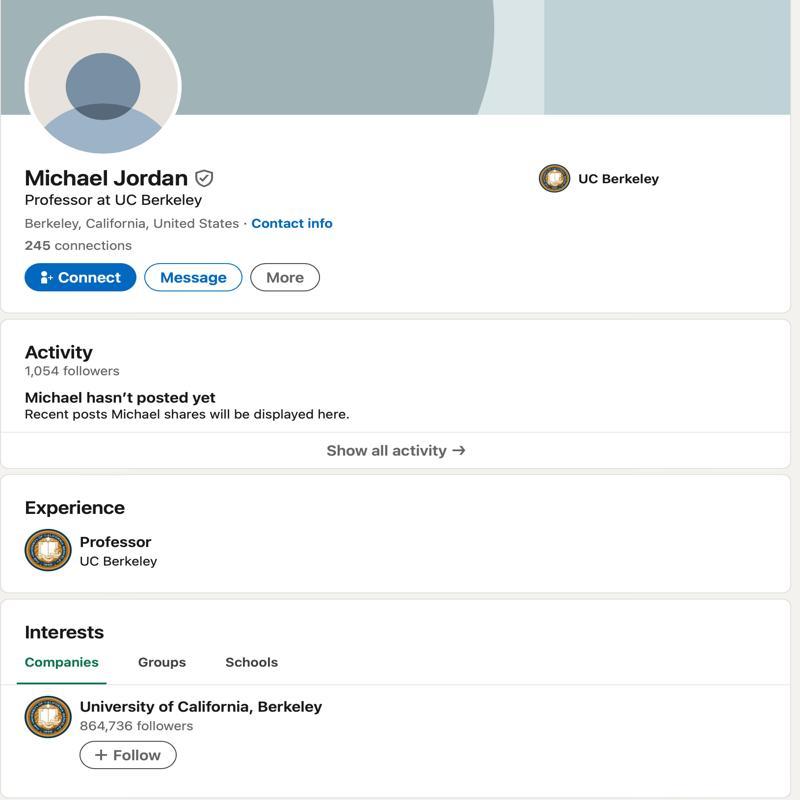 Michael Jordan
Professor at UC Berkeley
Berkeley, California, United States · Contact info
245 connections
Connect
Message
More
UC Berkeley
Activity
1,054 followers
Michael hasn’t posted yet
Recent posts Michael shares will be displayed here.
Show all activity →
Experience
Professor
UC Berkeley
Interests
Companies Groups Schools
University of California, Berkeley
864,736 followers
+ Follow